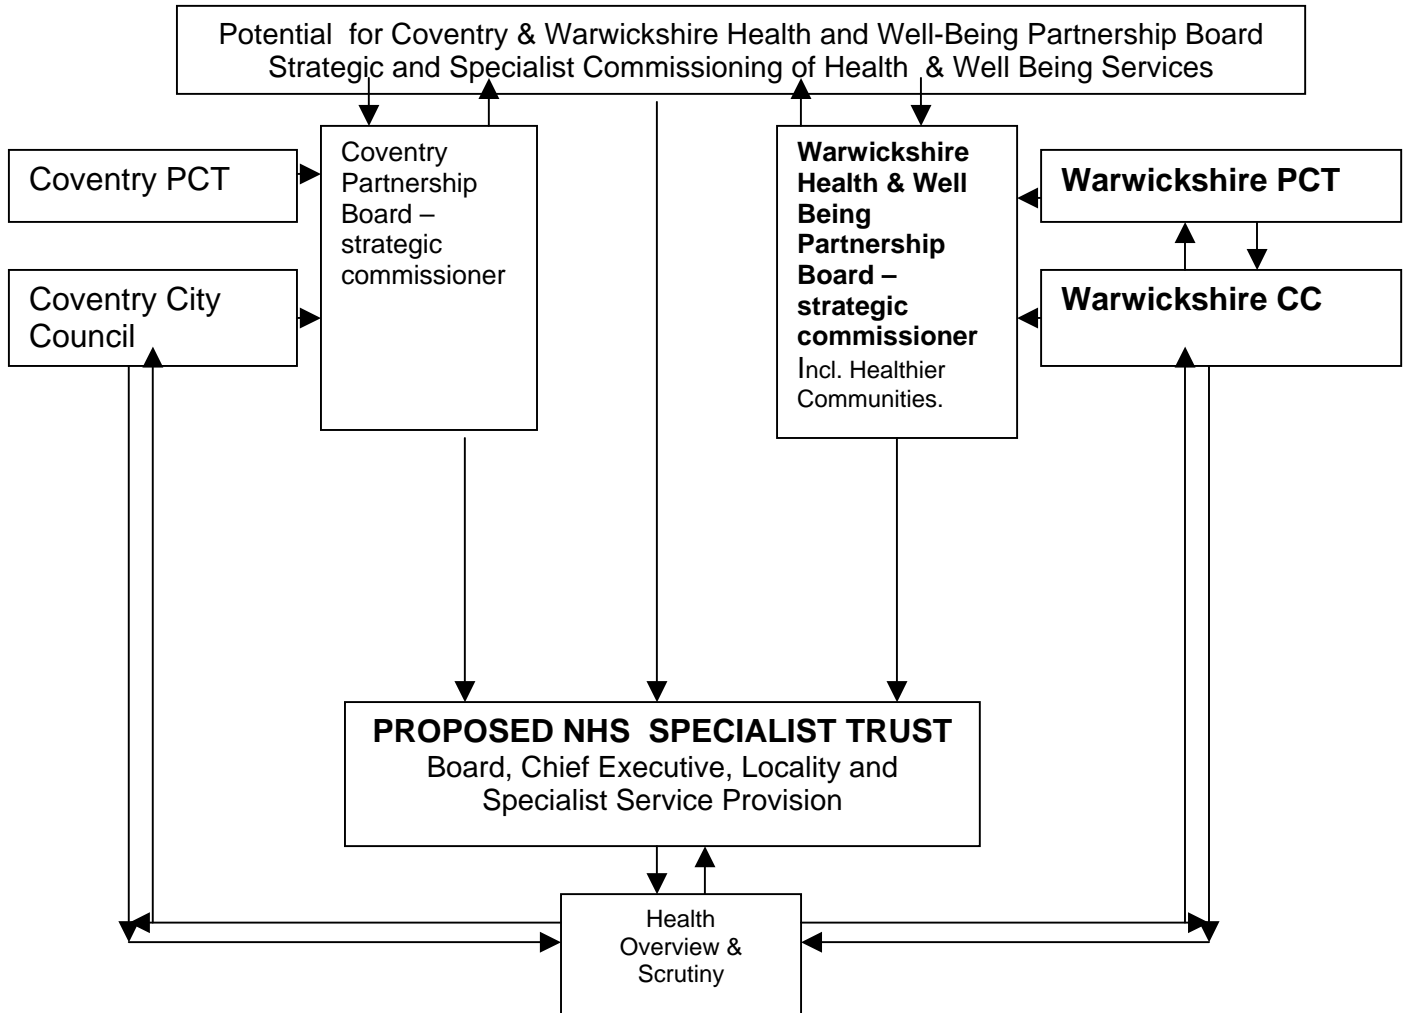 Potential for Coventry & Warwickshire Health and Well-Being Partnership Board
Strategic and Specialist Commissioning of Health & Well Being Services
Coventry PCT
Coventry City
Council
Coventry
Partnership
Board –
strategic
commissioner
Warwickshire
Health & Well
Being
Partnership
Board –
strategic
commissioner
Incl. Healthier
Communities.
Warwickshire PCT
Warwickshire CC
PROPOSED NHS SPECIALIST TRUST
Board, Chief Executive, Locality and
Specialist Service Provision
Health
Overview &
Scrutiny